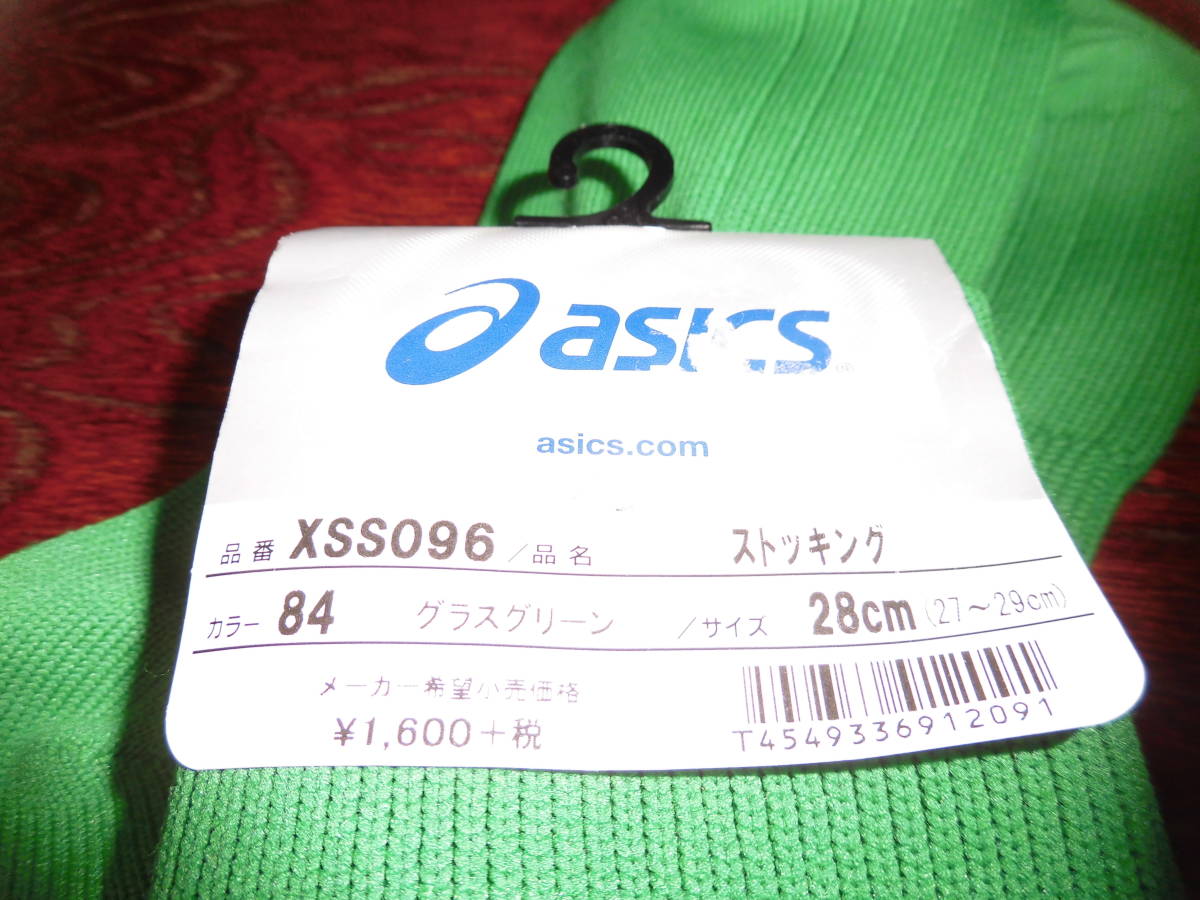 asics
asics.com
品番 XSS096 /品名 ストッキング
カラー 84 グラスグリーン /サイズ 28cm (27～29cm)
メーカー希望小売価格
¥1,600+税
T4549336912091